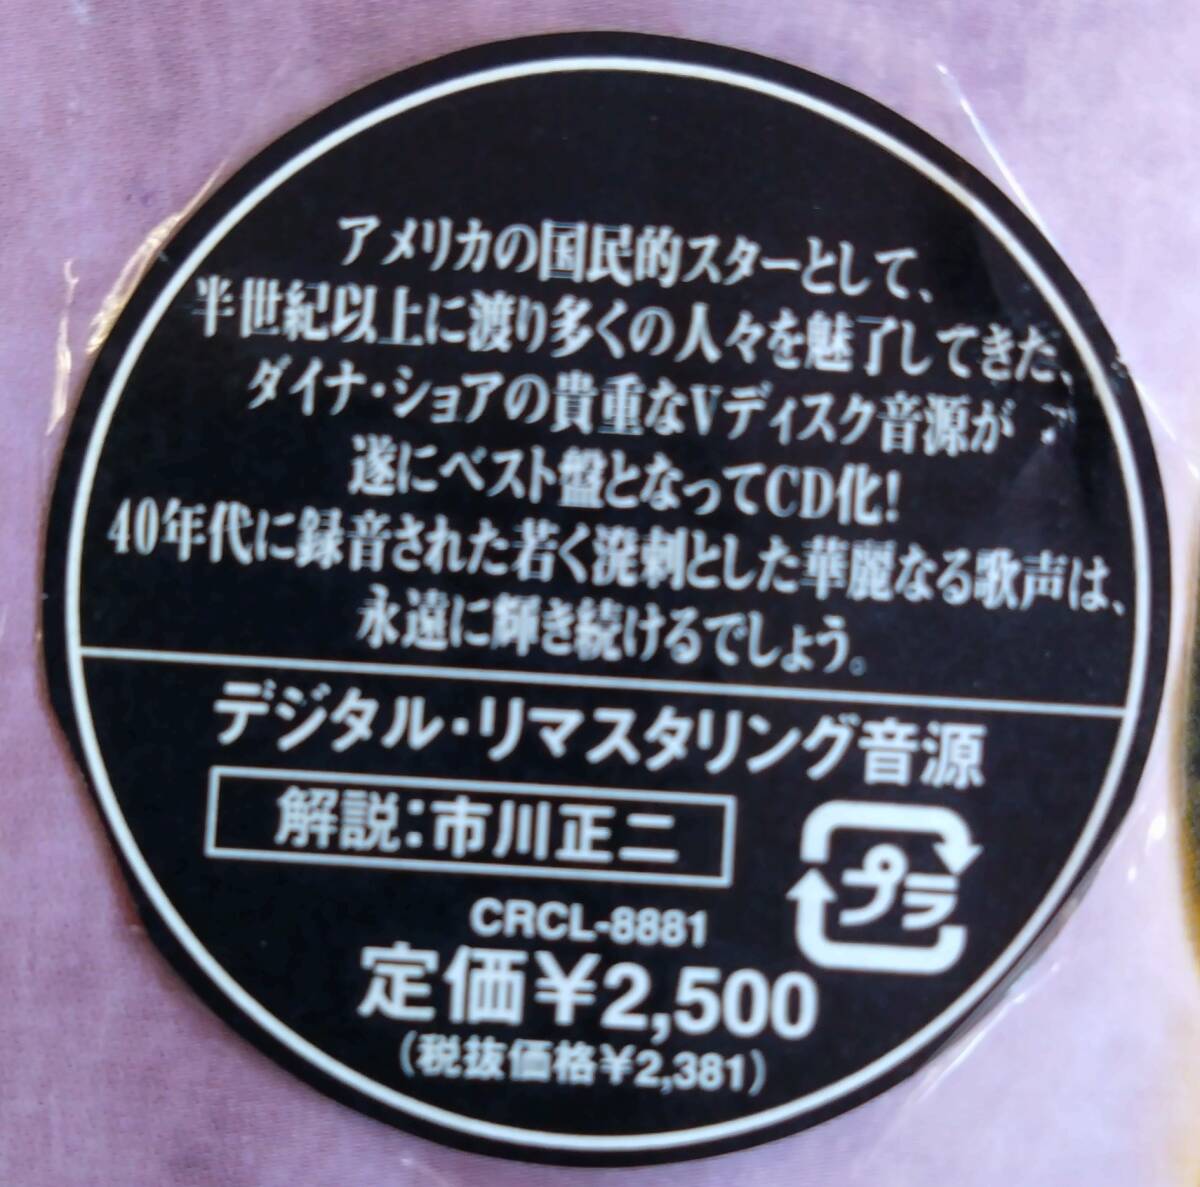 アメリカの国民的スターとして、
半世紀以上に渡り多くの人々を魅了してきた、
ダイナ・ショアの貴重なVディスク音源が
遂にベスト盤となってCD化!
40年代に録音された若く溌剌とした華麗なる歌声は、
永遠に輝き続けるでしょう。
デジタル・リマスタリング音源
解説:市川正二
プラ
CRCL-8881
定価¥2,500
(税抜価格¥2,381)